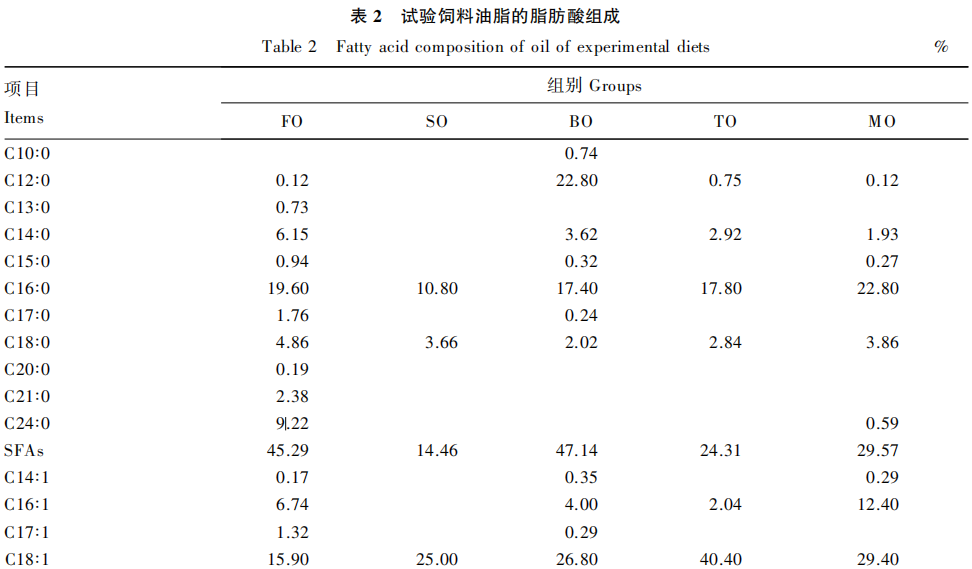 表 2 试验饲料油脂的脂肪酸组成
Table 2 Fatty acid composition of oil of experimental diets %
项目 组别 Groups
Items FO SO BO TO MO
C10:0 0.74
C12:0 0.12 22.80 0.75 0.12
C13:0 0.73
C14:0 6.15 3.62 2.92 1.93
C15:0 0.94 0.32 0.27
C16:0 19.60 10.80 17.40 17.80 22.80
C17:0 1.76 0.24
C18:0 4.86 3.66 2.02 2.84 3.86
C20:0 0.19
C21:0 2.38
C24:0 9.22 0.59
SFAs 45.29 14.46 47.14 24.31 29.57
C14:1 0.17 0.35 0.29
C16:1 6.74 4.00 2.04 12.40
C17:1 1.32 0.29
C18:1 15.90 25.00 26.80 40.40 29.40